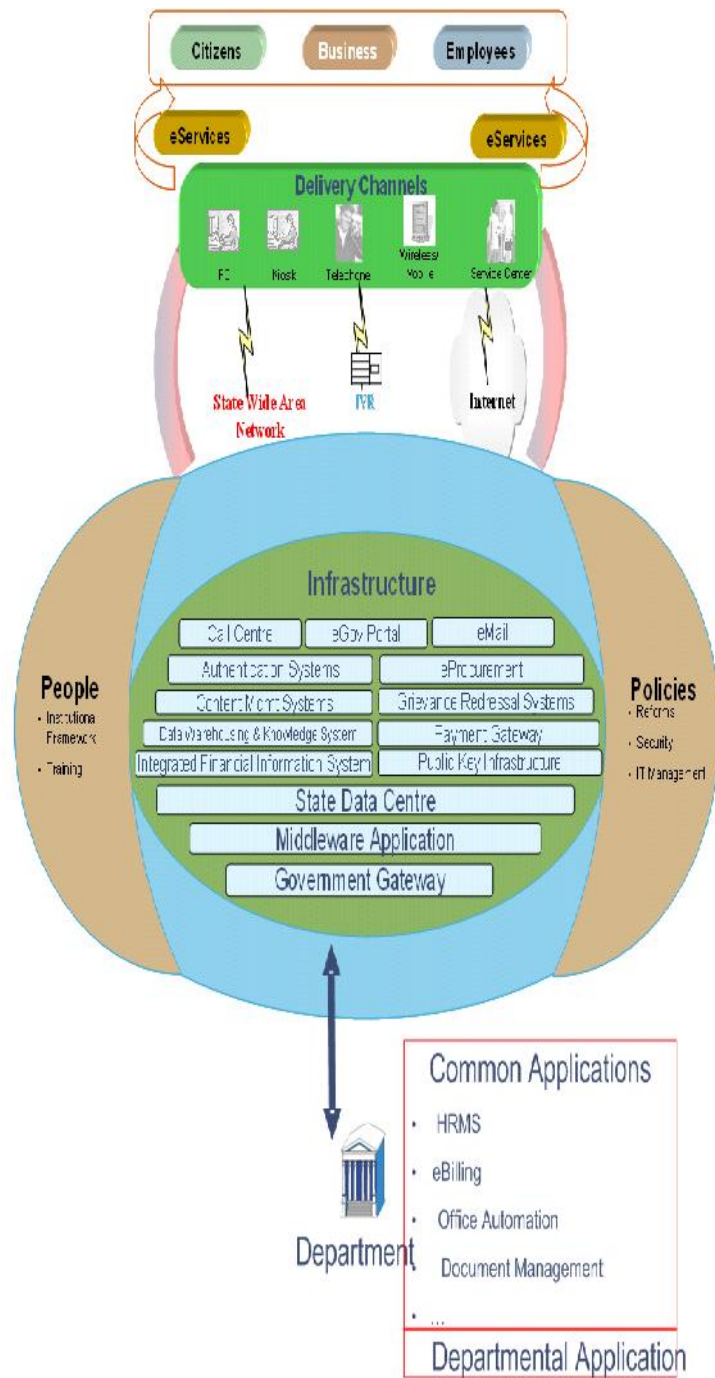 Citizens
Business
Employees
eServices
eServices
Delivery Channels
PC
Kiosk
Telephone
Wireless/
Mobile
Service Center
State Wide Area
Network
IVR
Internet
Infrastructure
Call Centre
eGov Portal
eMail
Authentication Systems
eProcurement
Content Mgmt Systems
Grievance Redressal Systems
Data Warehousing & Knowledge System
Payment Gateway
Integrated Financial Information System
Public Key Infrastructure
State Data Centre
Middleware Application
Government Gateway
People
• Institutional
Framework
• Training
Policies
• Reforms
• Security
• IT Management
Department
Common Applications
• HRMS
• eBilling
• Office Automation
• Document Management
• ...
Departmental Application